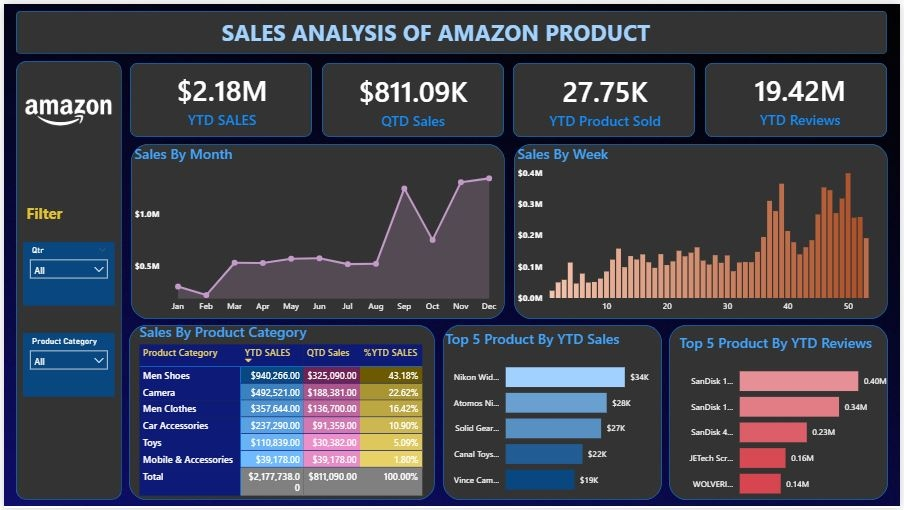 SALES ANALYSIS OF AMAZON PRODUCT
amazon
$2.18M
YTD SALES
$811.09K
QTD Sales
27.75K
YTD Product Sold
19.42M
YTD Reviews
Filter
Qtr
All
Product Category
All
Sales By Month
$1.0M
$0.5M
Jan Feb Mar Apr May Jun Jul Aug Sep Oct Nov Dec
Sales By Week
$0.4M
$0.3M
$0.2M
$0.1M
$0.0M
10 20 30 40 50
Sales By Product Category
Product Category YTD SALES QTD Sales %YTD SALES
Men Shoes $940,266.00 $325,090.00 43.18%
Camera $492,521.00 $188,381.00 22.62%
Men Clothes $357,644.00 $136,700.00 16.42%
Car Accessories $237,290.00 $91,359.00 10.90%
Toys $110,839.00 $30,382.00 5.09%
Mobile & Accessories $39,178.00 $39,178.00 1.80%
Total $2,177,738.0 $811,090.00 100.00%
0
Top 5 Product By YTD Sales
Nikon Wid... $34K
Atomos Ni... $28K
Solid Gear... $27K
Canal Toys... $22K
Vince Cam... $19K
Top 5 Product By YTD Reviews
SanDisk 1... 0.40M
SanDisk 1... 0.34M
SanDisk 4... 0.23M
JETech Scr... 0.16M
WOLVERI... 0.14M